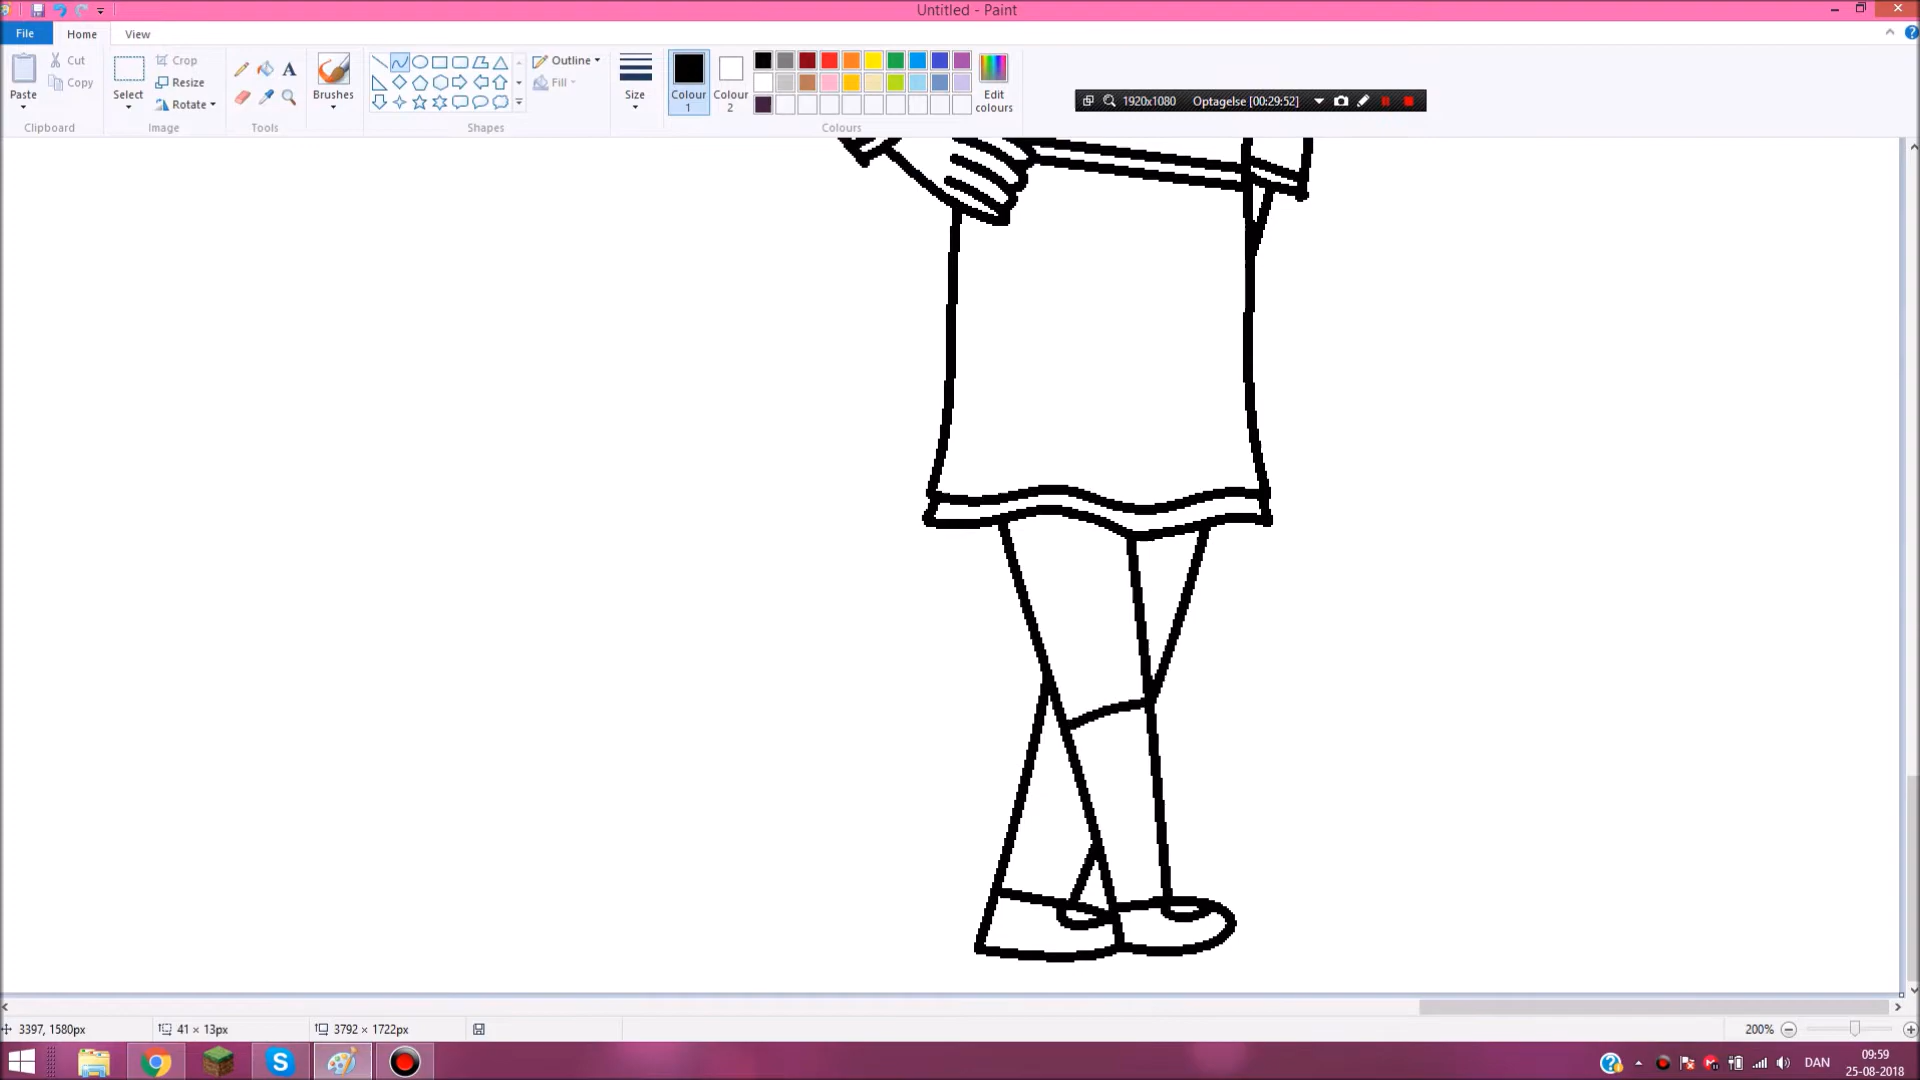 Untitled - Paint
File
Home
View
Paste
Cut
Copy
Clipboard
Select
Crop
Resize
Rotate
Image
A
Tools
Brushes
Shapes
Outline
Fill
Size
Colour 1
Colour 2
Edit colours
Colours
1920x1080 Optagelse [00:29:52]
3397, 1580px
41 × 13px
3792 × 1722px
200%
DAN
09:59
25-08-2018